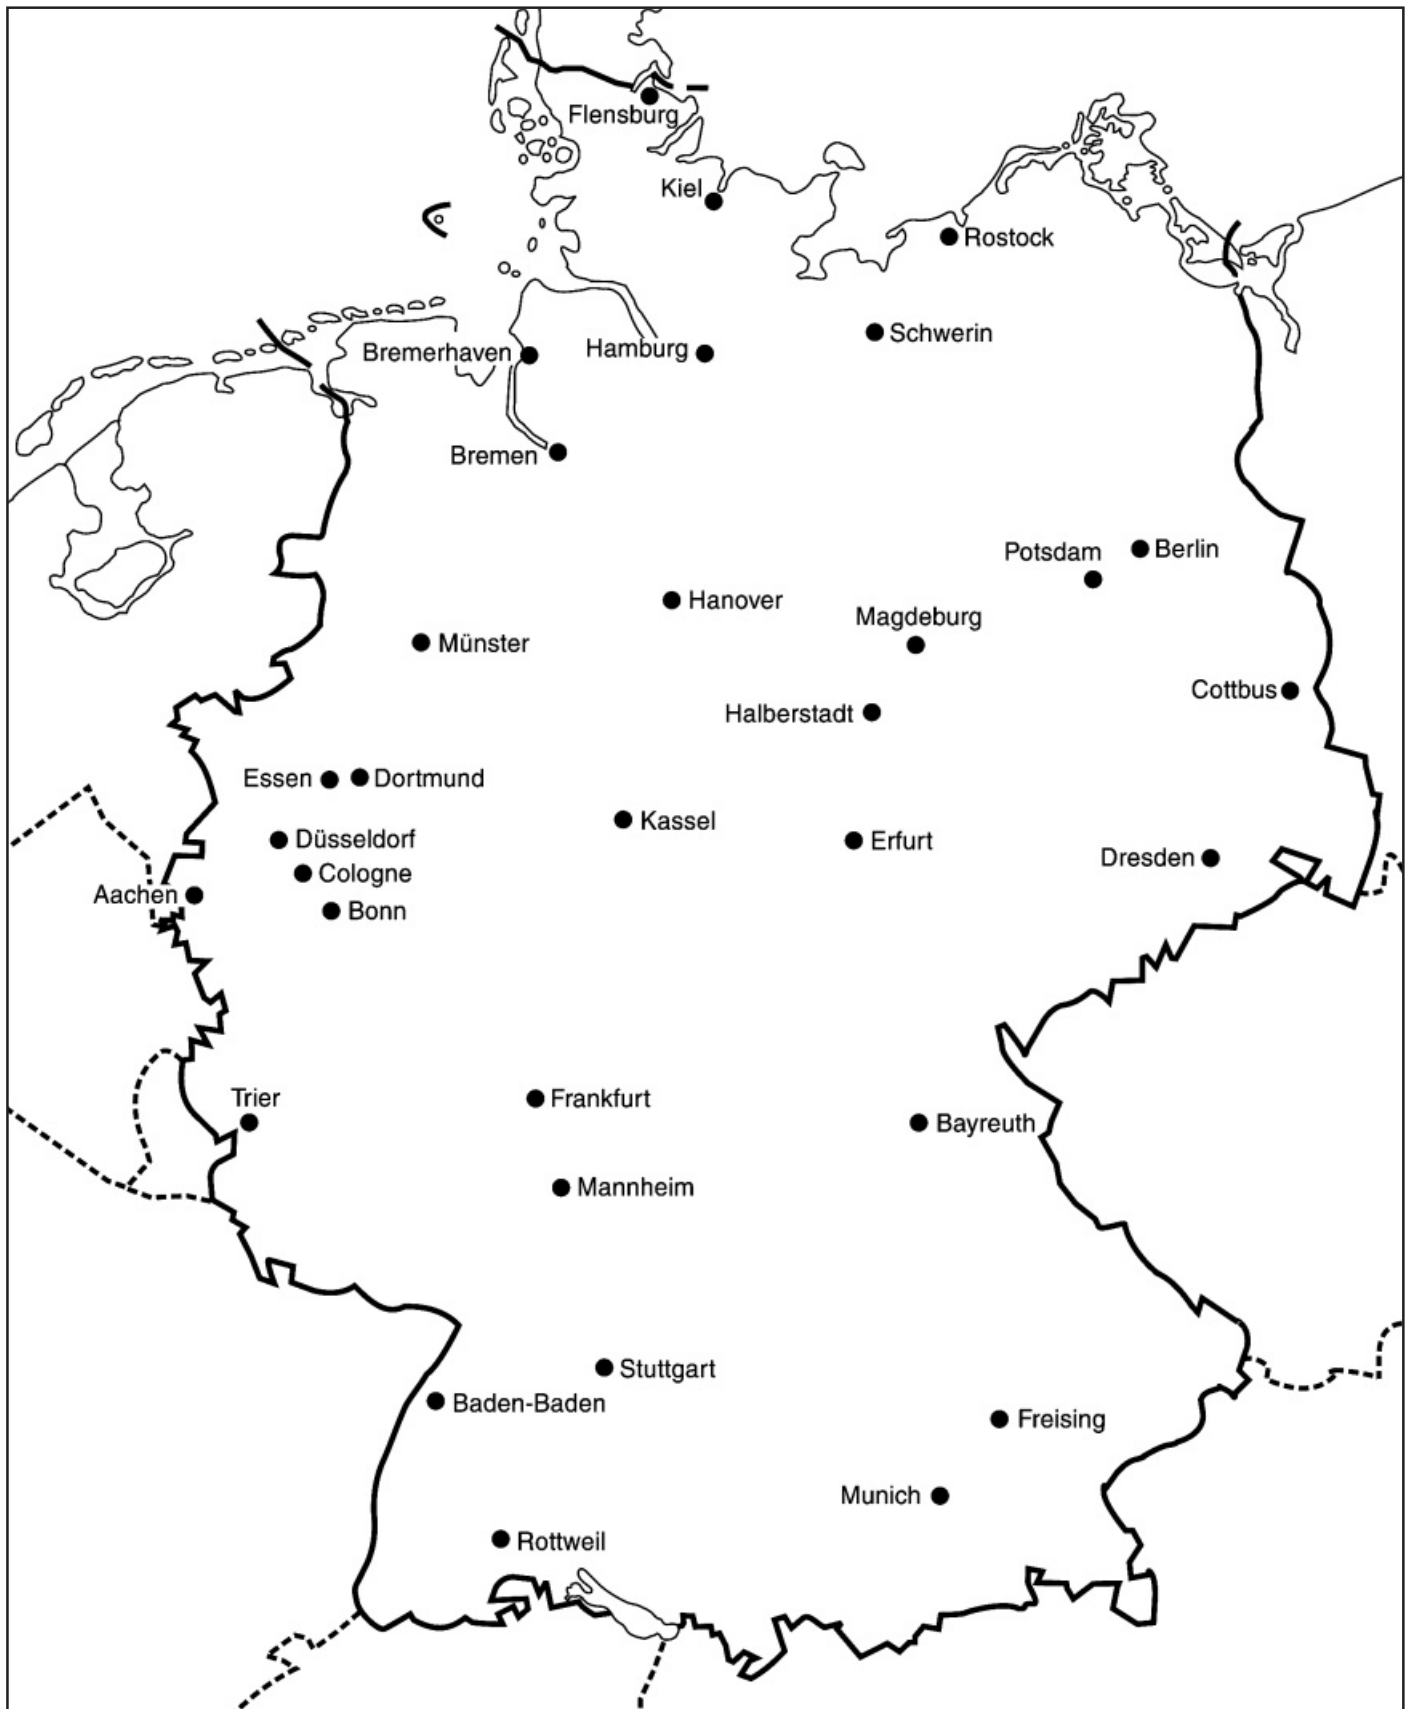 Flensburg
Kiel
Rostock
Schwerin
Bremerhaven
Hamburg
Bremen
Potsdam
Berlin
Hanover
Magdeburg
Münster
Cottbus
Halberstadt
Essen
Dortmund
Kassel
Düsseldorf
Erfurt
Dresden
Cologne
Aachen
Bonn
Trier
Frankfurt
Bayreuth
Mannheim
Stuttgart
Baden-Baden
Freising
Munich
Rottweil